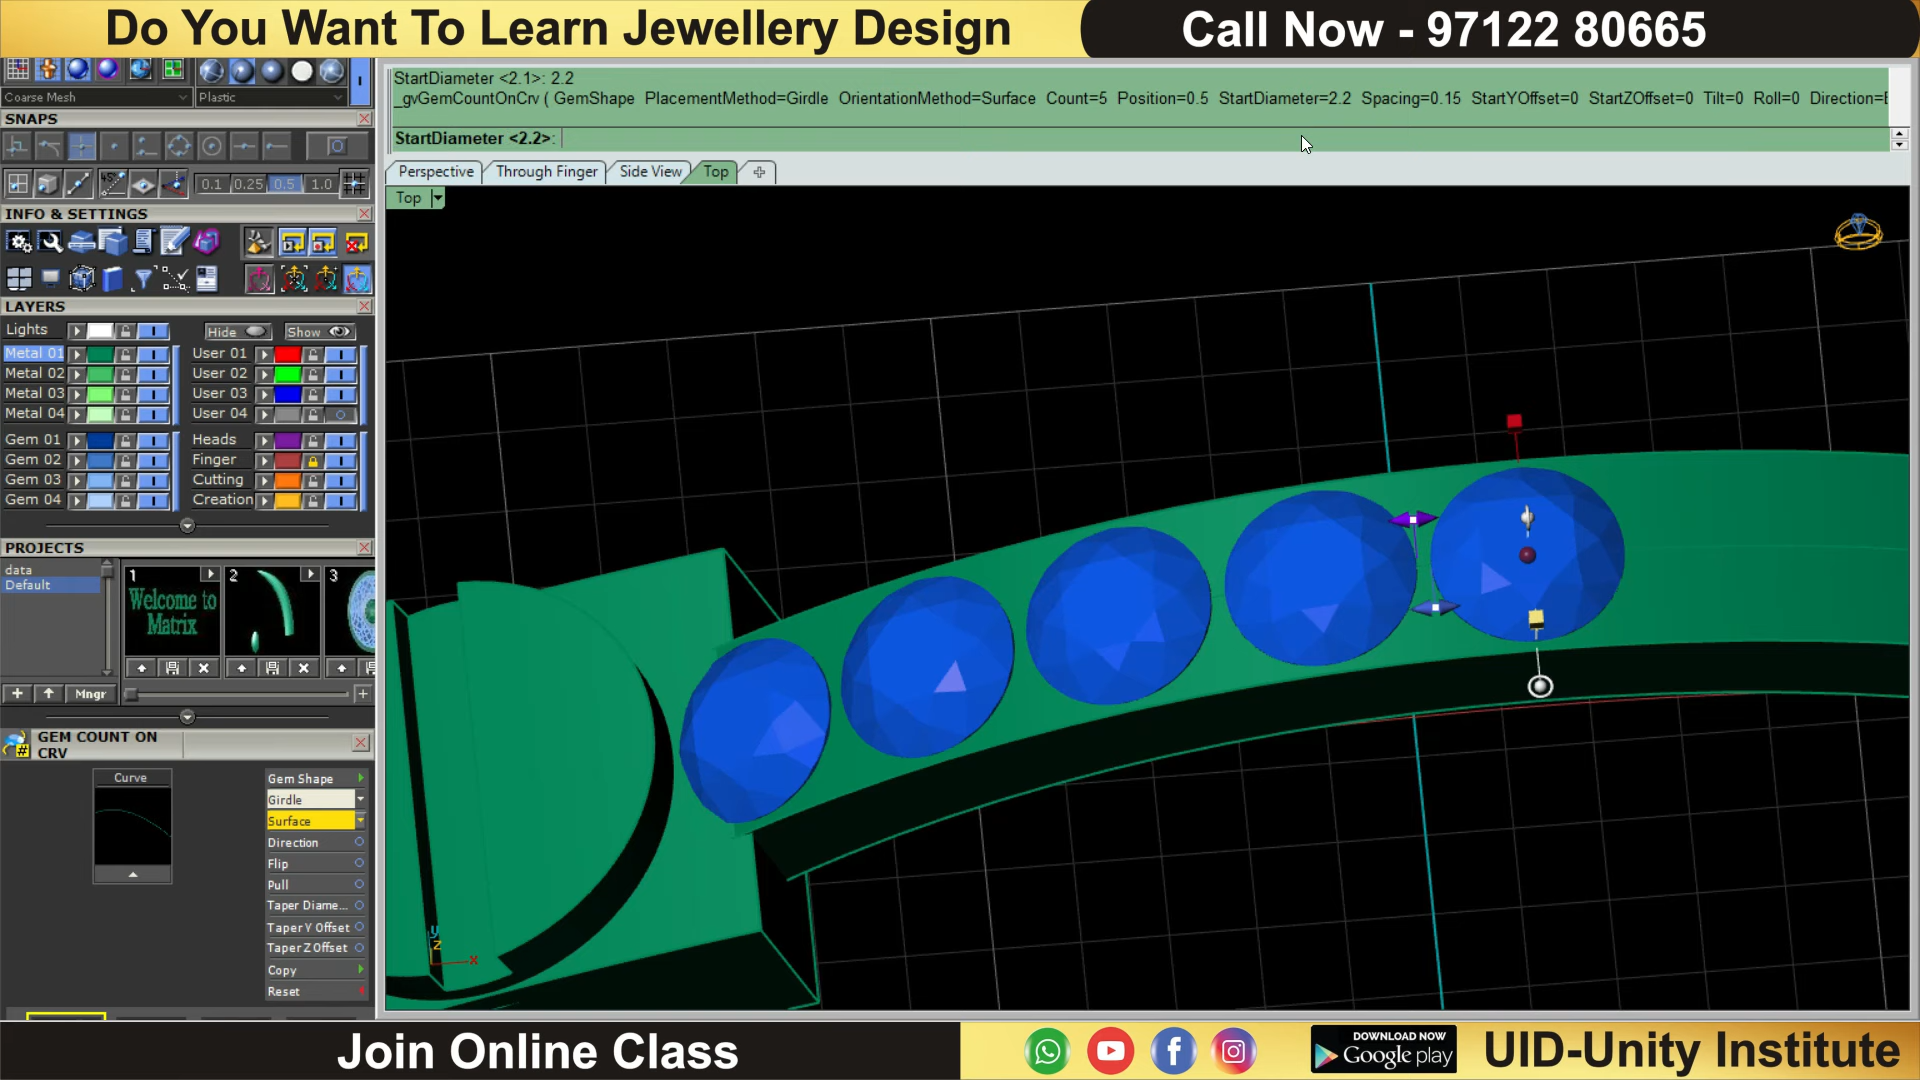 Do You Want To Learn Jewellery Design
Call Now - 97122 80665
Coarse Mesh
Plastic
SNAPS
0.1 0.25 0.5 1.0
INFO & SETTINGS
LAYERS
Lights Hide Show
Metal 01 User 01
Metal 02 User 02
Metal 03 User 03
Metal 04 User 04
Gem 01 Heads
Gem 02 Finger
Gem 03 Cutting
Gem 04 Creation
PROJECTS
data
Default
1 2 3
Welcome to
Matrix
Mngr
GEM COUNT ON
CRV
Curve
Gem Shape
Girdle
Surface
Direction
Flip
Pull
Taper Diame...
Taper Y Offset
Taper Z Offset
Copy
Reset
StartDiameter <2.1>: 2.2
_gvGemCountOnCrv ( GemShape PlacementMethod=Girdle OrientationMethod=Surface Count=5 Position=0.5 StartDiameter=2.2 Spacing=0.15 StartYOffset=0 StartZOffset=0 Tilt=0 Roll=0
StartDiameter <2.2>:
Perspective Through Finger Side View Top
Top
y
z
x
Join Online Class
DOWNLOAD NOW
Google play
UID-Unity Institute